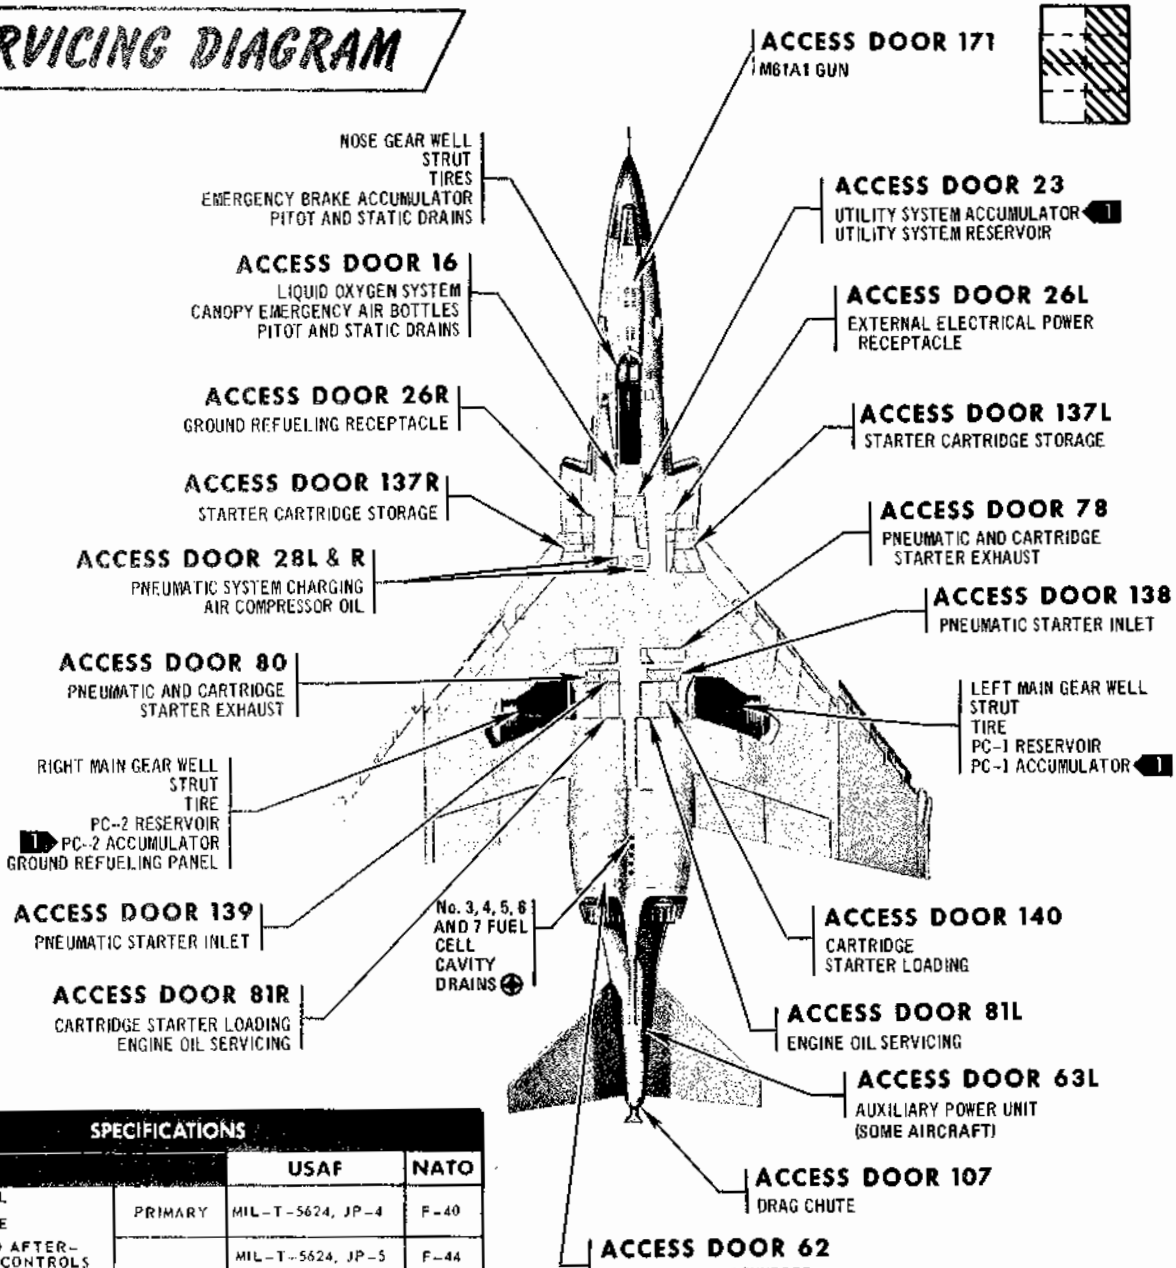 RVICING DIAGRAM
ACCESS DOOR 171
M61A1 GUN
NOSE GEAR WELL
STRUT
TIRES
EMERGENCY BRAKE ACCUMULATOR
PITOT AND STATIC DRAINS
ACCESS DOOR 23
UTILITY SYSTEM ACCUMULATOR 1
UTILITY SYSTEM RESERVOIR
ACCESS DOOR 16
LIQUID OXYGEN SYSTEM
CANOPY EMERGENCY AIR BOTTLES
PITOT AND STATIC DRAINS
ACCESS DOOR 26L
EXTERNAL ELECTRICAL POWER
RECEPTACLE
ACCESS DOOR 26R
GROUND REFUELING RECEPTACLE
ACCESS DOOR 137L
STARTER CARTRIDGE STORAGE
ACCESS DOOR 137R
STARTER CARTRIDGE STORAGE
ACCESS DOOR 78
PNEUMATIC AND CARTRIDGE
STARTER EXHAUST
ACCESS DOOR 28L & R
PNEUMATIC SYSTEM CHARGING
AIR COMPRESSOR OIL
ACCESS DOOR 138
PNEUMATIC STARTER INLET
ACCESS DOOR 80
PNEUMATIC AND CARTRIDGE
STARTER EXHAUST
LEFT MAIN GEAR WELL
STRUT
TIRE
PC-1 RESERVOIR
PC-1 ACCUMULATOR 1
RIGHT MAIN GEAR WELL
STRUT
TIRE
PC-2 RESERVOIR
1 PC-2 ACCUMULATOR
GROUND REFUELING PANEL
ACCESS DOOR 139
PNEUMATIC STARTER INLET
No. 3, 4, 5, 6
AND 7 FUEL
CELL
CAVITY
DRAINS
ACCESS DOOR 140
CARTRIDGE
STARTER LOADING
ACCESS DOOR 81R
CARTRIDGE STARTER LOADING
ENGINE OIL SERVICING
ACCESS DOOR 81L
ENGINE OIL SERVICING
ACCESS DOOR 63L
AUXILIARY POWER UNIT
(SOME AIRCRAFT)
ACCESS DOOR 107
DRAG CHUTE
ACCESS DOOR 62
SPECIFICATIONS
USAF NATO
L
E
PRIMARY MIL-T-5624, JP-4 F-40
AFTER-
CONTROLS
MIL-T-5624, JP-5 F-44